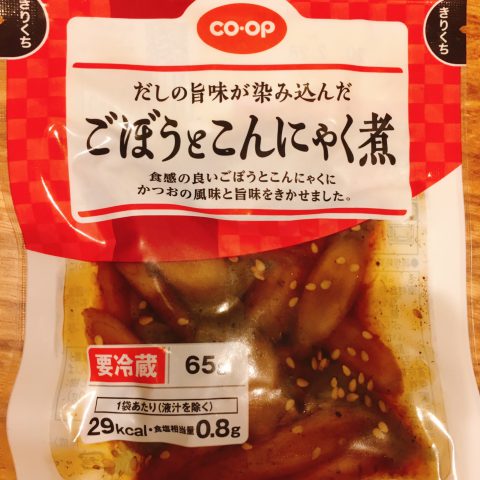 きりくち
CO·OP
きりくち
だしの旨味が染み込んだ
ごぼうとこんにゃく煮
食感の良いごぼうとこんにゃくに
かつおの風味と旨味をきかせました。
要冷蔵 65g
1袋あたり(液汁を除く)
29kcal・食塩相当量0.8g